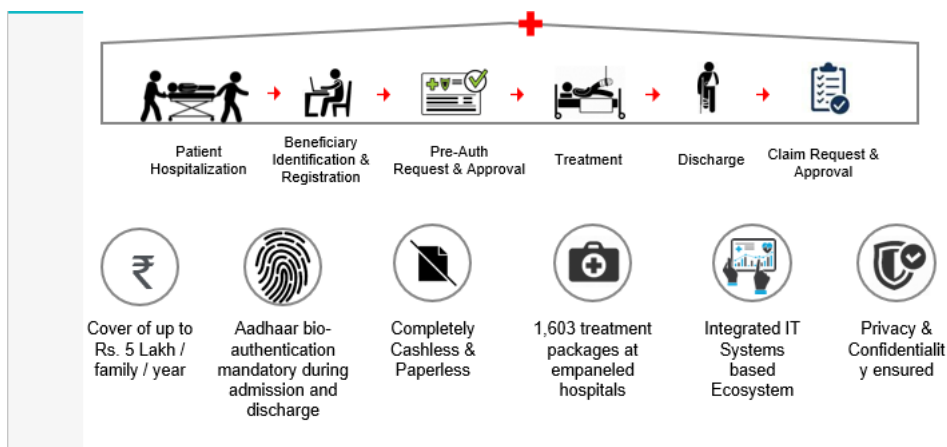 Patient
Hospitalization
Beneficiary
Identification &
Registration
Pre-Auth
Request & Approval
Treatment
Discharge
Claim Request &
Approval
₹
Cover of up to
Rs. 5 Lakh /
family / year
Aadhaar bio-
authentication
mandatory during
admission and
discharge
Completely
Cashless &
Paperless
1,603 treatment
packages at
empaneled
hospitals
Integrated IT
Systems
based
Ecosystem
Privacy &
Confidentialit
y ensured